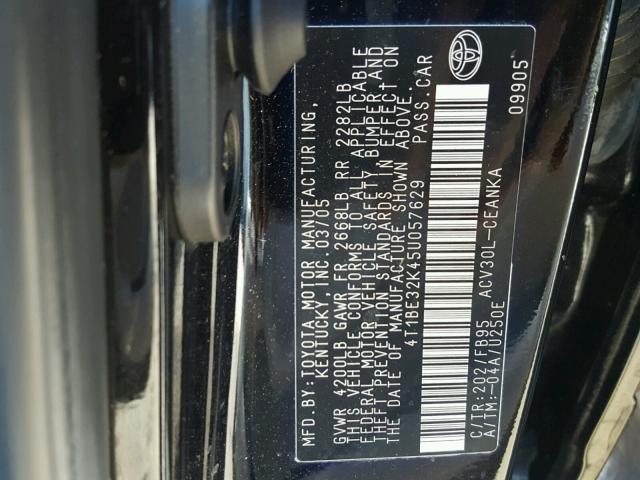 MFD.BY:TOYOTA MOTOR MANUFACTURING,
KENTUCKY,INC.03/05
GVWR 4200LB GAWR FR 2668LB RR 2282LB
THIS VEHICLE CONFORMS TO ALL APPLICABLE
FEDERAL MOTOR VEHICLE SAFETY BUMPER AND
THEFT PREVENTION STANDARDS IN EFFECT ON
THE DATE OF MANUFACTURE SHOWN ABOVE.
4T1BE32K45U057629 PASS.CAR
ACV30L-CEANKA
C/TR:202/FB95
A/TM:-04A/U250E 09905